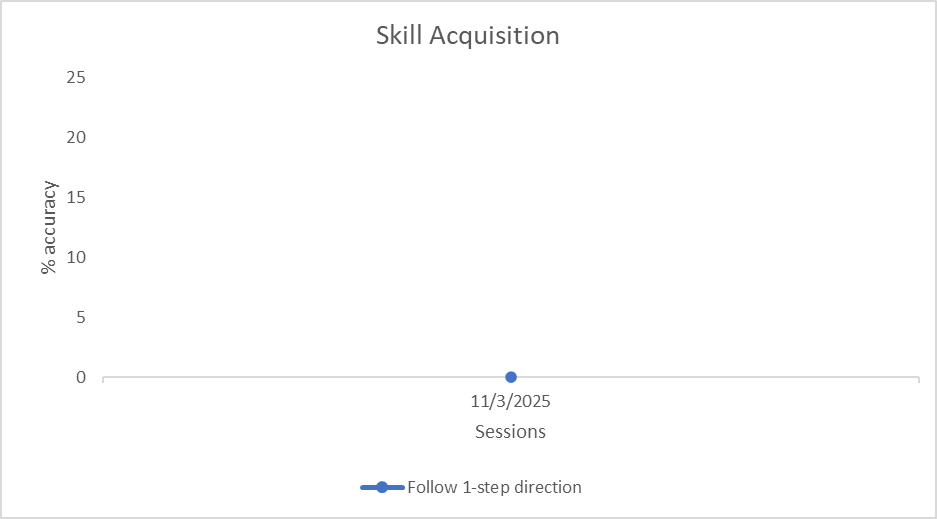 Skill Acquisition
25
20
15
10
5
0
% accuracy
11/3/2025
Sessions
Follow 1-step direction